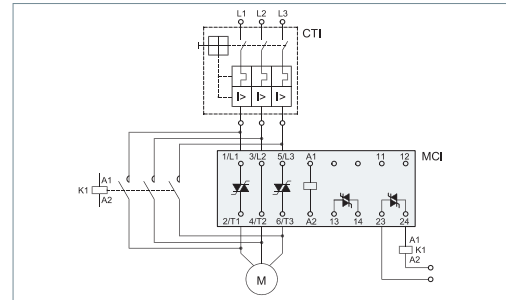 L1 L2 L3
CTI
I> I> I>
1/L1 3/L2 5/L3 A1 11 12 MCI
A1
K1
A2
2/T1 4/T2 6/T3 A2 13 14 23 24
A1
K1
A2
M